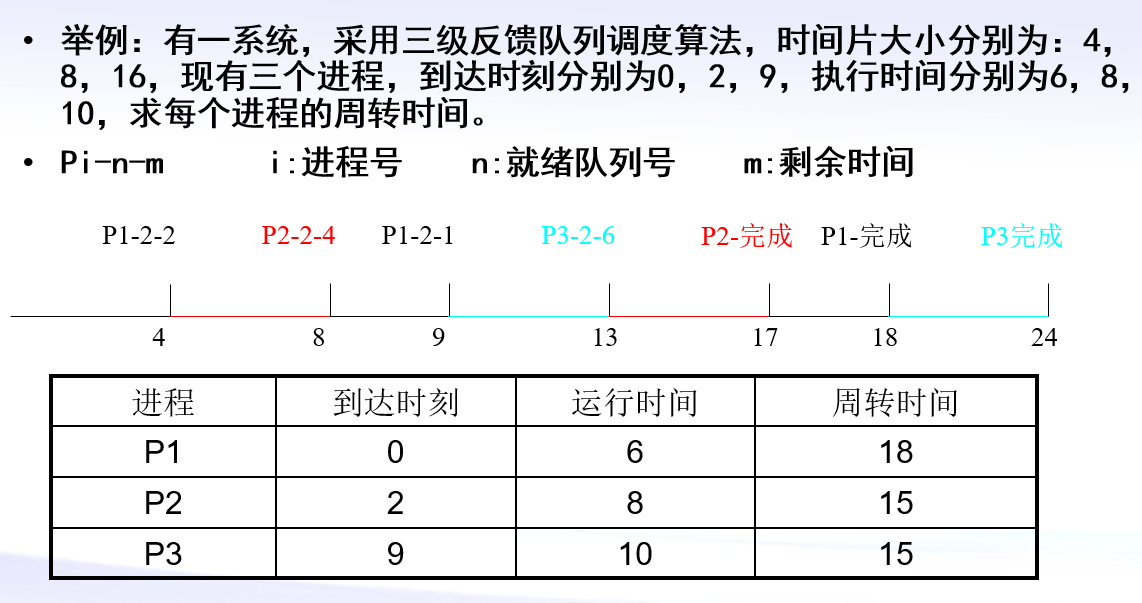 • 举例：有一系统，采用三级反馈队列调度算法，时间片大小分别为：4，
8，16，现有三个进程，到达时刻分别为0，2，9，执行时间分别为6，8，
10，求每个进程的周转时间。
• Pi-n-m i:进程号 n:就绪队列号 m:剩余时间
P1-2-2 P2-2-4 P1-2-1 P3-2-6 P2-完成 P1-完成 P3完成
4 8 9 13 17 18 24
进程 到达时刻 运行时间 周转时间
P1 0 6 18
P2 2 8 15
P3 9 10 15